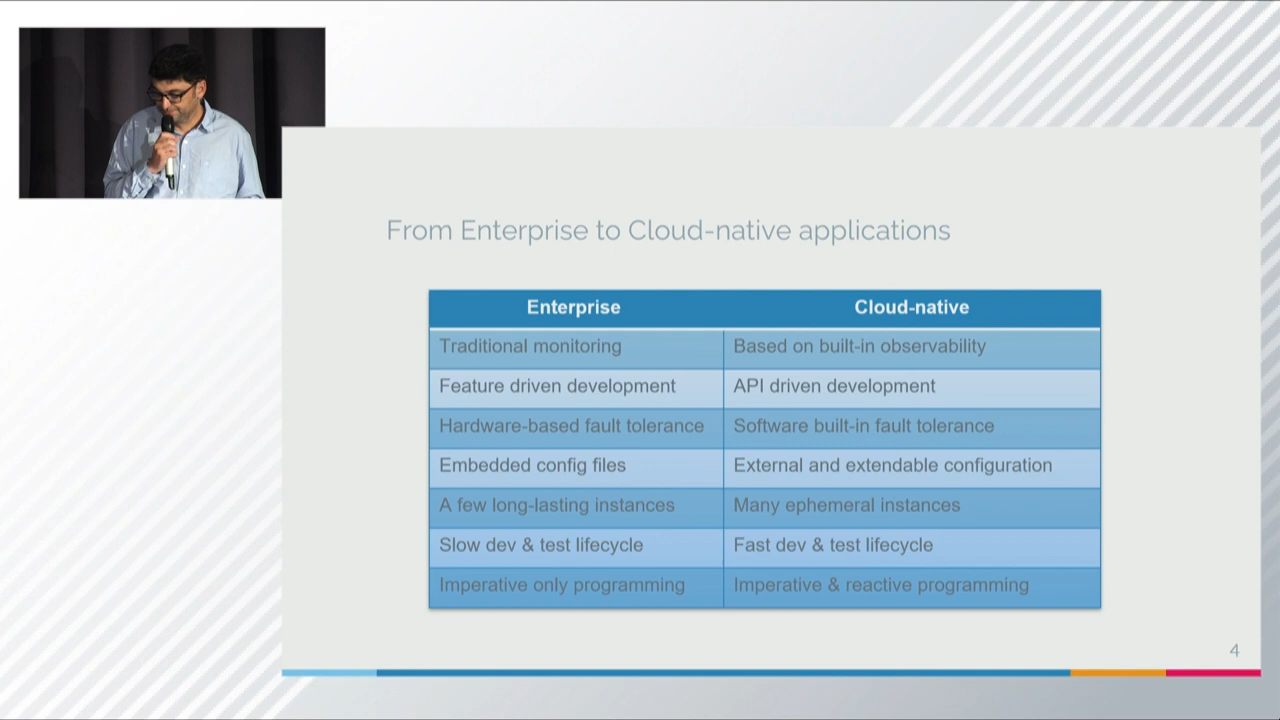 From Enterprise to Cloud-native applications
Enterprise Cloud-native
Traditional monitoring Based on built-in observability
Feature driven development API driven development
Hardware-based fault tolerance Software built-in fault tolerance
Embedded config files External and extendable configuration
A few long-lasting instances Many ephemeral instances
Slow dev & test lifecycle Fast dev & test lifecycle
Imperative only programming Imperative & reactive programming
4